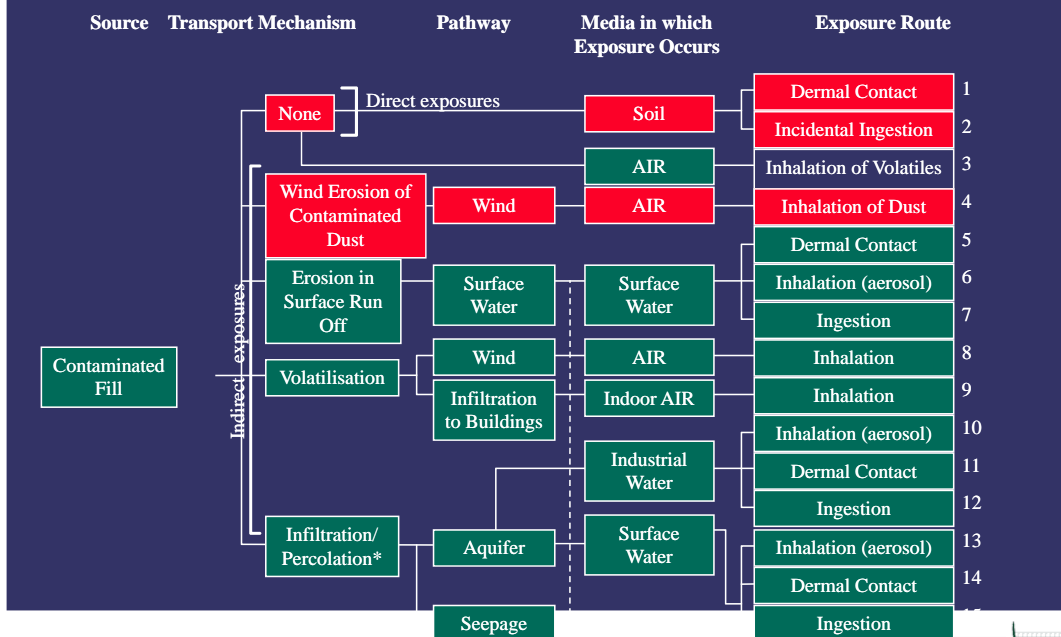 Source
Transport Mechanism
Pathway
Media in which
Exposure Occurs
Exposure Route
None
Direct exposures
Soil
Dermal Contact
1
Incidental Ingestion
2
AIR
Inhalation of Volatiles
3
Wind Erosion of
Contaminated
Dust
Wind
AIR
Inhalation of Dust
4
Dermal Contact
5
Erosion in
Surface Run
Off
Surface
Water
Surface
Water
Inhalation (aerosol)
6
Ingestion
7
Indirect exposures
Contaminated
Fill
Volatilisation
Wind
AIR
Inhalation
8
Infiltration
to Buildings
Indoor AIR
Inhalation
9
Inhalation (aerosol)
10
Industrial
Water
Dermal Contact
11
Ingestion
12
Infiltration/
Percolation*
Aquifer
Surface
Water
Inhalation (aerosol)
13
Dermal Contact
14
Seepage
Ingestion